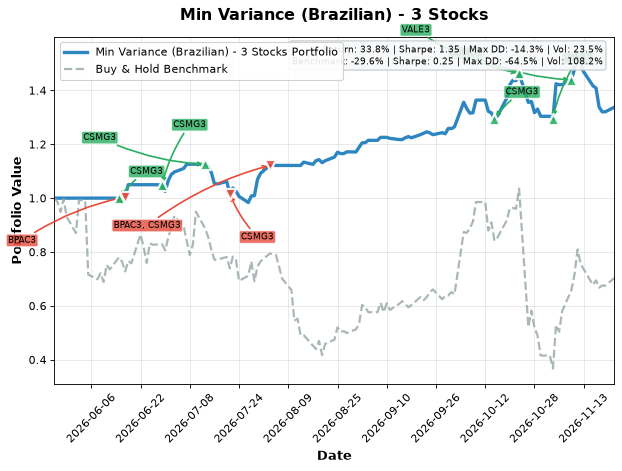 Min Variance (Brazilian) - 3 Stocks
VALE3
Min Variance (Brazilian) - 3 Stocks Portfolio
Buy & Hold Benchmark
33.8% | Sharpe: 1.35 | Max DD: -14.3% | Vol: 23.5%
-29.6% | Sharpe: 0.25 | Max DD: -64.5% | Vol: 108.2%
CSMG3
CSMG3
CSMG3
CSMG3
BPAC3, CSMG3
CSMG3
BPAC3
Portfolio Value
1.4
1.2
1.0
0.8
0.6
0.4
2026-06-06
2026-06-22
2026-07-08
2026-07-24
2026-08-09
2026-08-25
2026-09-10
2026-09-26
2026-10-12
2026-10-28
2026-11-13
Date